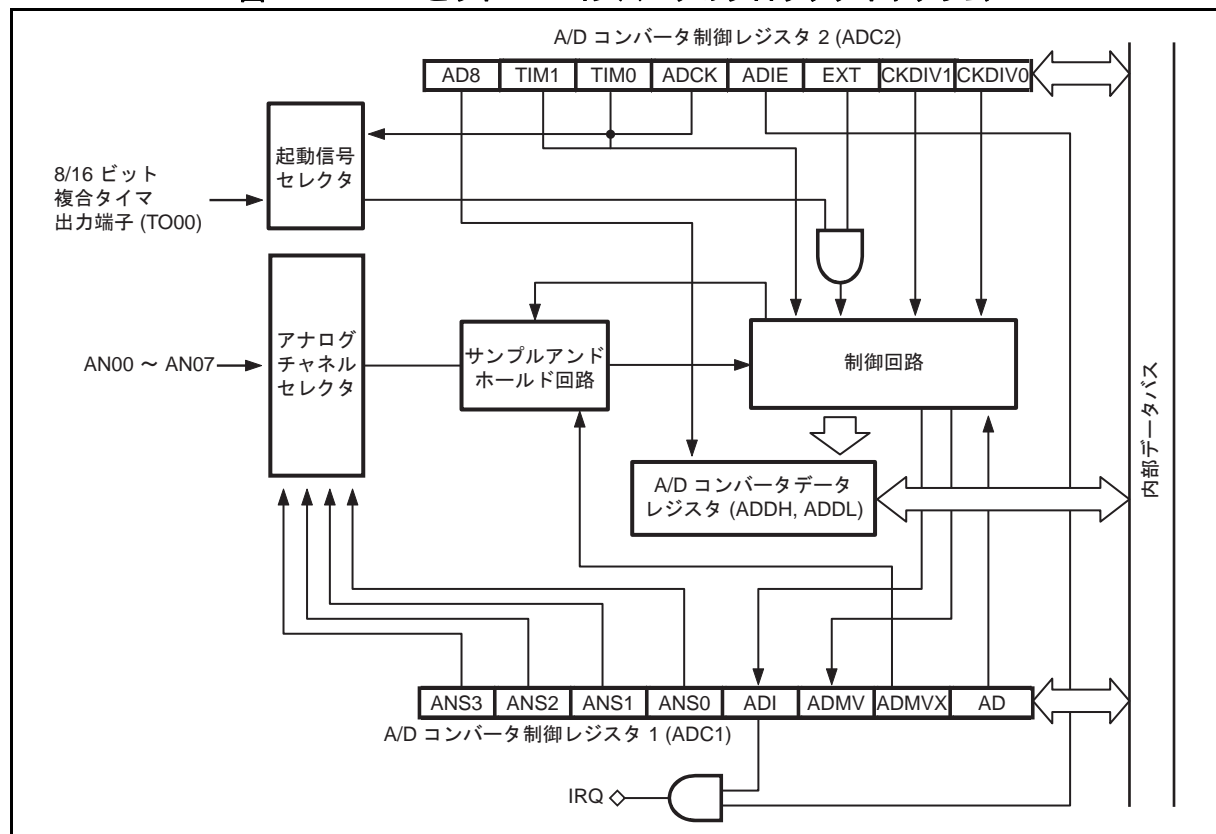 A/D コンバータ制御レジスタ 2 (ADC2)
AD8 TIM1 TIM0 ADCK ADIE EXT CKDIV1 CKDIV0
起動信号
セレクタ
8/16 ビット
複合タイマ
出力端子 (TO00)
アナログ
チャネル
セレクタ
AN00 ～ AN07
サンプルアンド
ホールド回路
制御回路
A/D コンバータデータ
レジスタ (ADDH, ADDL)
内部データバス
ANS3 ANS2 ANS1 ANS0 ADI ADMV ADMVX AD
A/D コンバータ制御レジスタ 1 (ADC1)
IRQ